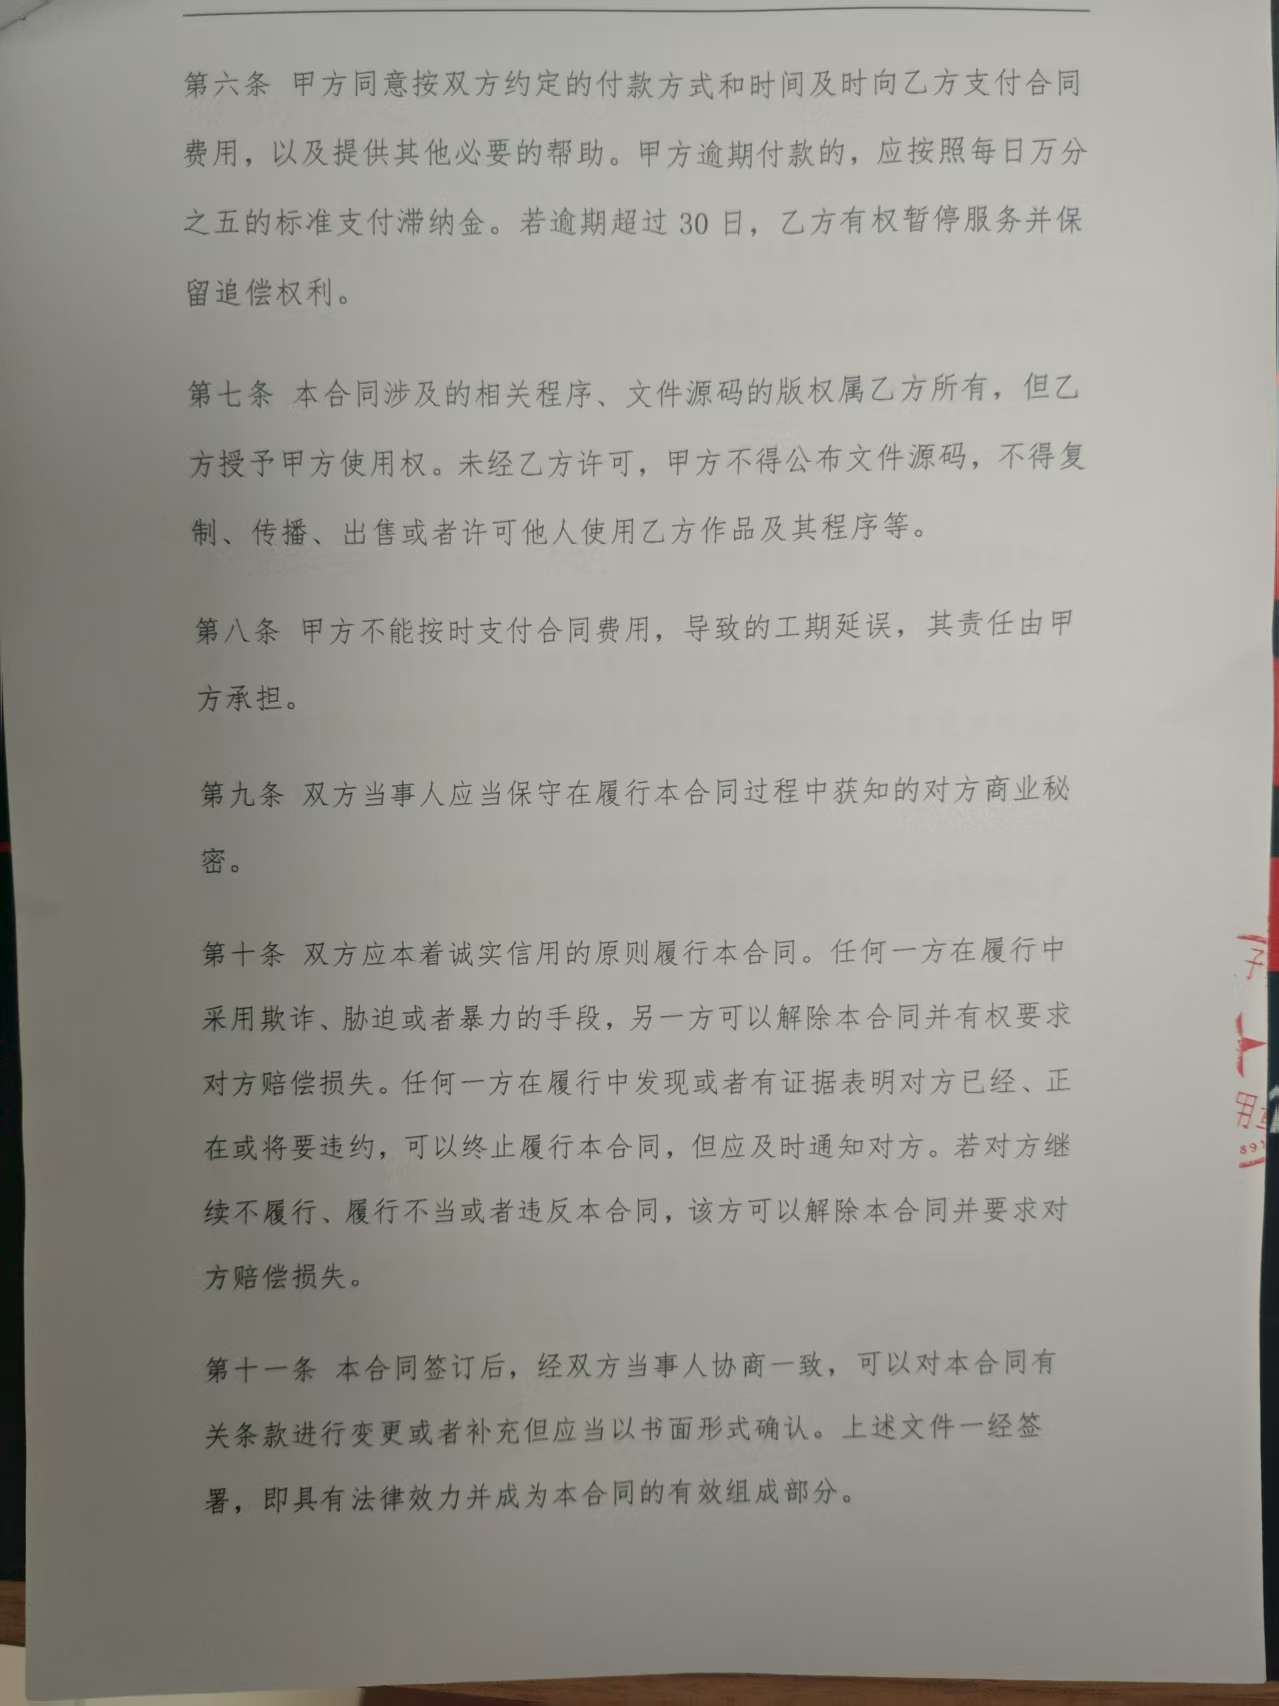 第六条 甲方同意按双方约定的付款方式和时间及时向乙方支付合同
费用，以及提供其他必要的帮助。甲方逾期付款的，应按照每日万分
之五的标准支付滞纳金。若逾期超过 30 日，乙方有权暂停服务并保
留追偿权利。
第七条 本合同涉及的相关程序、文件源码的版权属乙方所有，但乙
方授予甲方使用权。未经乙方许可，甲方不得公布文件源码，不得复
制、传播、出售或者许可他人使用乙方作品及其程序等。
第八条 甲方不能按时支付合同费用，导致的工期延误，其责任由甲
方承担。
第九条 双方当事人应当保守在履行本合同过程中获知的对方商业秘
密。
第十条 双方应本着诚实信用的原则履行本合同。任何一方在履行中
采用欺诈、胁迫或者暴力的手段，另一方可以解除本合同并有权要求
对方赔偿损失。任何一方在履行中发现或者有证据表明对方已经、正
在或将要违约，可以终止履行本合同，但应及时通知对方。若对方继
续不履行、履行不当或者违反本合同，该方可以解除本合同并要求对
方赔偿损失。
第十一条 本合同签订后，经双方当事人协商一致，可以对本合同有
关条款进行变更或者补充但应当以书面形式确认。上述文件一经签
署，即具有法律效力并成为本合同的有效组成部分。
子
用